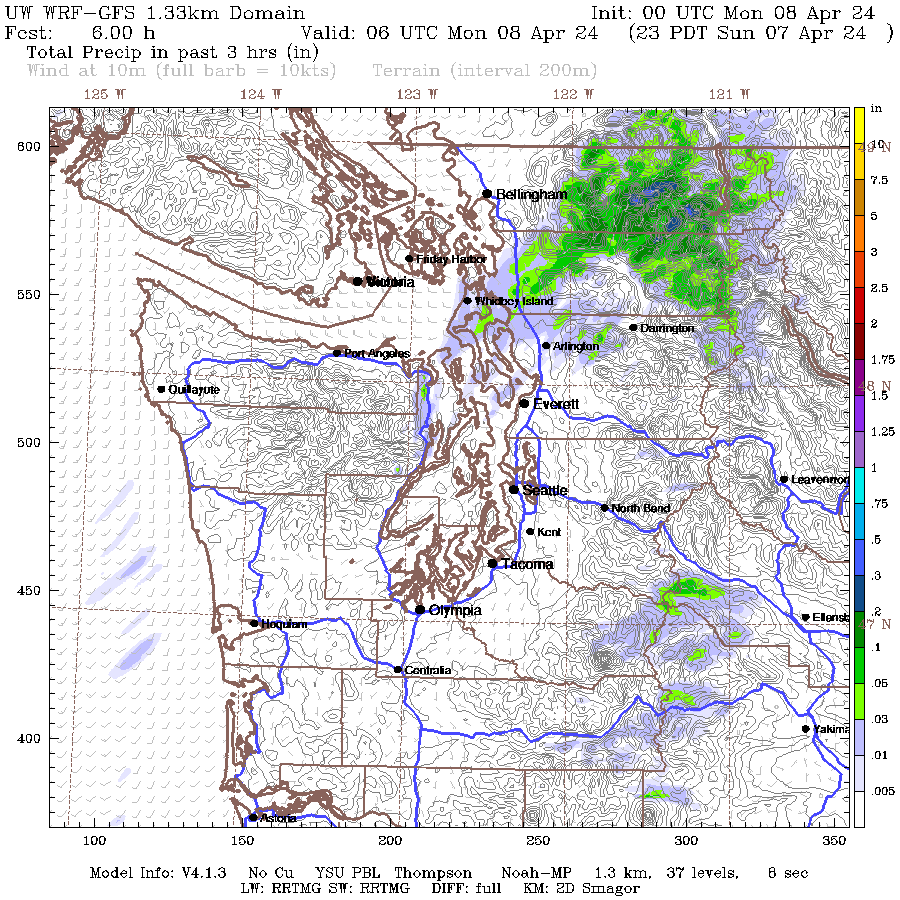 UW WRF-GFS 1.33km Domain Init: 00 UTC Mon 08 Apr 24
Fcst: 6.00 h Valid: 06 UTC Mon 08 Apr 24 (23 PDT Sun 07 Apr 24 )
Total Precip in past 3 hrs (in)
Wind at 10m (full barb = 10kts) Terrain (interval 200m)
125 W 124 W 123 W 122 W 121 W
in
600
49 N
10
Bellingham
7.5
5
Friday Harbor
3
Victoria
2.5
550
Whidbey Island
2
Darrington
Arlington
Port Angeles
1.75
48 N
Quillayute
1.5
Everett
1.25
500
1
Leavenwor
Seattle
.75
North Bend
Kent
.5
Tacoma
.3
450
Olympia
.2
Ellensb
Hoquiam
47 N
.1
Centralia
.05
.03
400
Yakima
.01
.005
Astoria
100 150 200 250 300 350
Model Info: V4.1.3 No Cu YSU PBL Thompson Noah-MP 1.3 km, 37 levels, 8 sec
LW: RRTMG SW: RRTMG DIFF: full KM: 2D Smagor